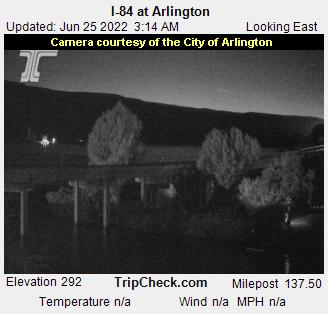 I-84 at Arlington
Updated: Jun 25 2022  3:14 AM
Looking East
Camera courtesy of the City of Arlington
Elevation 292
TripCheck.com
Milepost  137.50
Temperature n/a
Wind n/a  MPH n/a